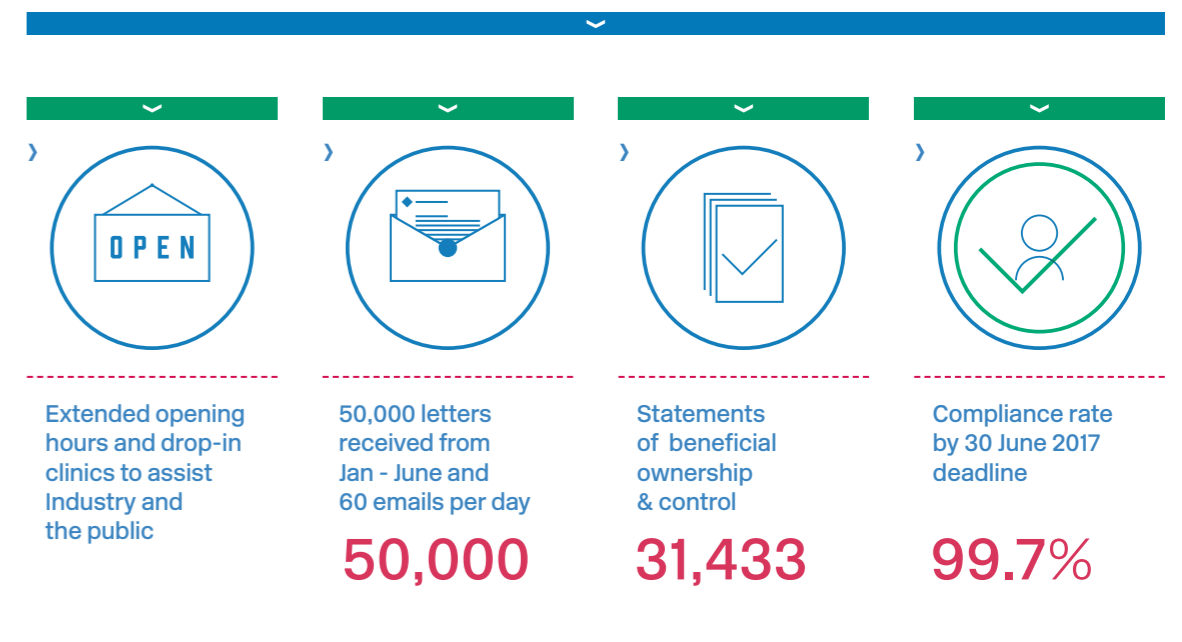 OPEN
Extended opening
hours and drop-in
clinics to assist
Industry and
the public
50,000 letters
received from
Jan - June and
60 emails per day
50,000
Statements
of beneficial
ownership
& control
31,433
Compliance rate
by 30 June 2017
deadline
99.7%